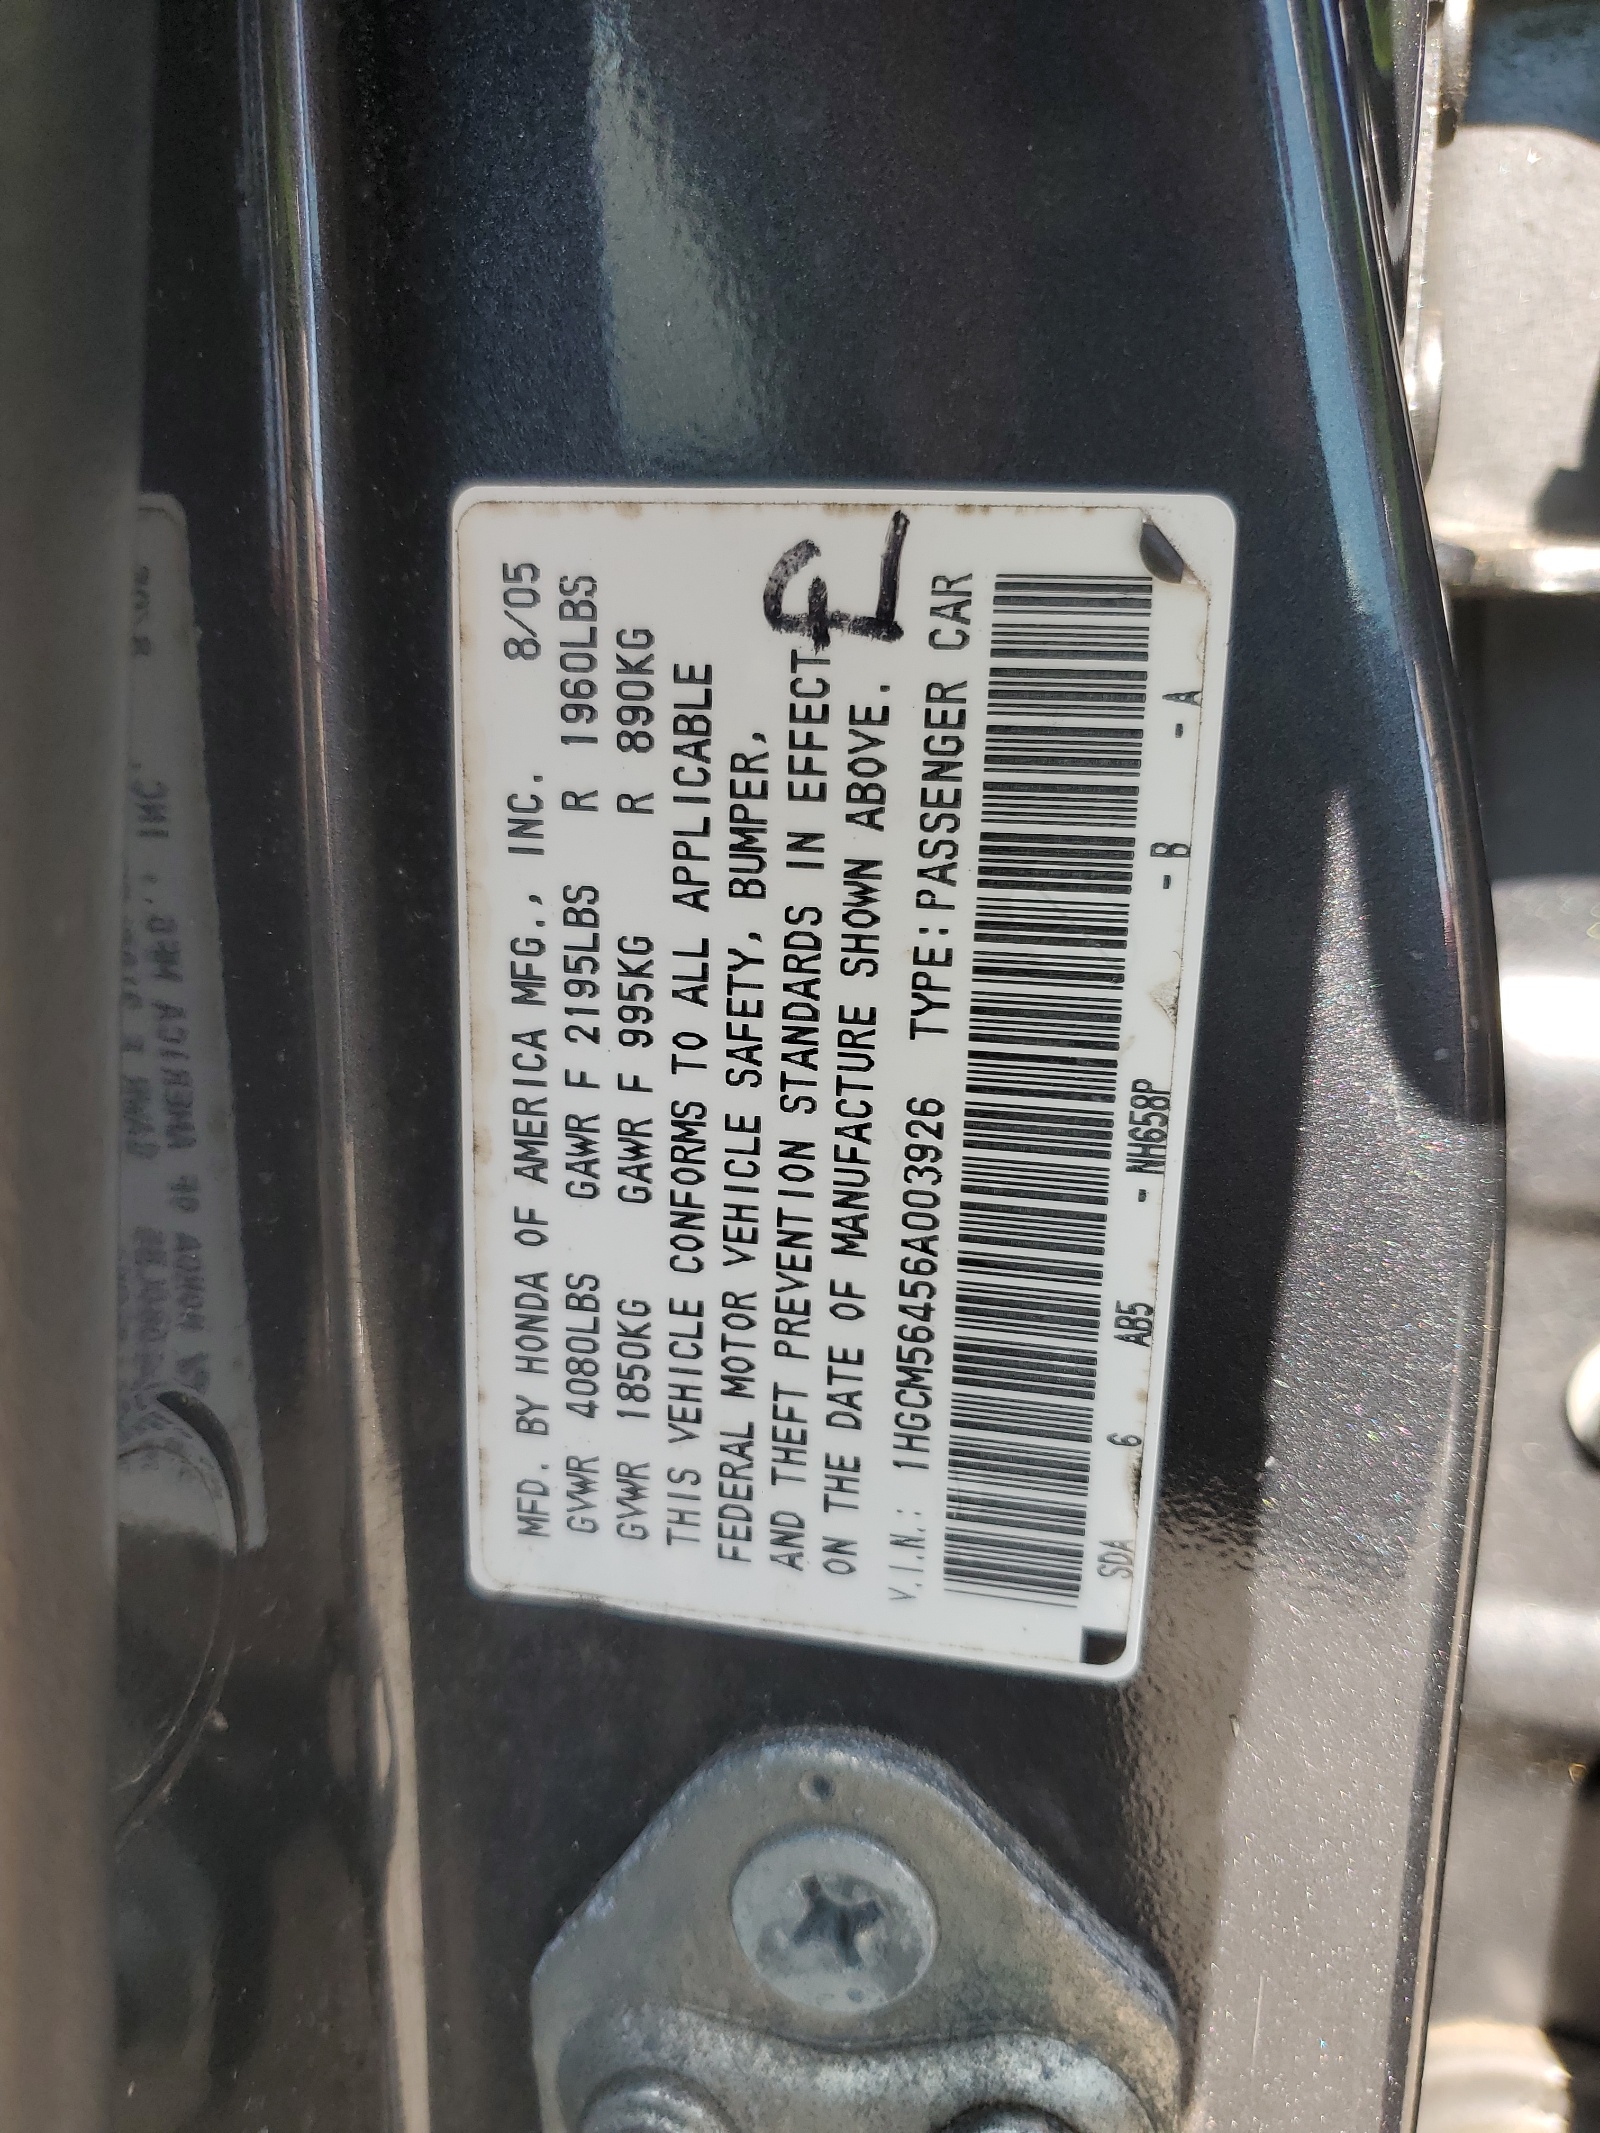 MFD. BY HONDA OF AMERICA MFG., INC. 8/05
GVWR 4080LBS GAWR F 2195LBS R 1960LBS
GVWR 1850KG GAWR F 995KG R 890KG
THIS VEHICLE CONFORMS TO ALL APPLICABLE
FEDERAL MOTOR VEHICLE SAFETY, BUMPER,
AND THEFT PREVENTION STANDARDS IN EFFECT
ON THE DATE OF MANUFACTURE SHOWN ABOVE.
V.I.N.: 1HGCM56456A003926 TYPE:PASSENGER CAR
SDA 6 AB5 - NH658P - B - A